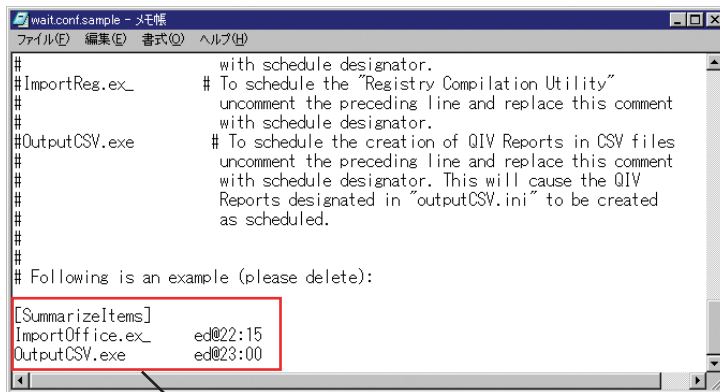 wait.conf.sample - メモ帳
ファイル(F) 編集(E) 書式(O) ヘルプ(H)
# with schedule designator.
#ImportReg.ex_ # To schedule the "Registry Compilation Utility"
# uncomment the preceding line and replace this comment
# with schedule designator.
#OutputCSV.exe # To schedule the creation of QIV Reports in CSV files
# uncomment the preceding line and replace this comment
# with schedule designator. This will cause the QIV
# Reports designated in "outputCSV.ini" to be created
# as scheduled.
#
#
# Following is an example (please delete):
[SummarizeItems]
ImportOffice.ex_ ed@22:15
OutputCSV.exe ed@23:00